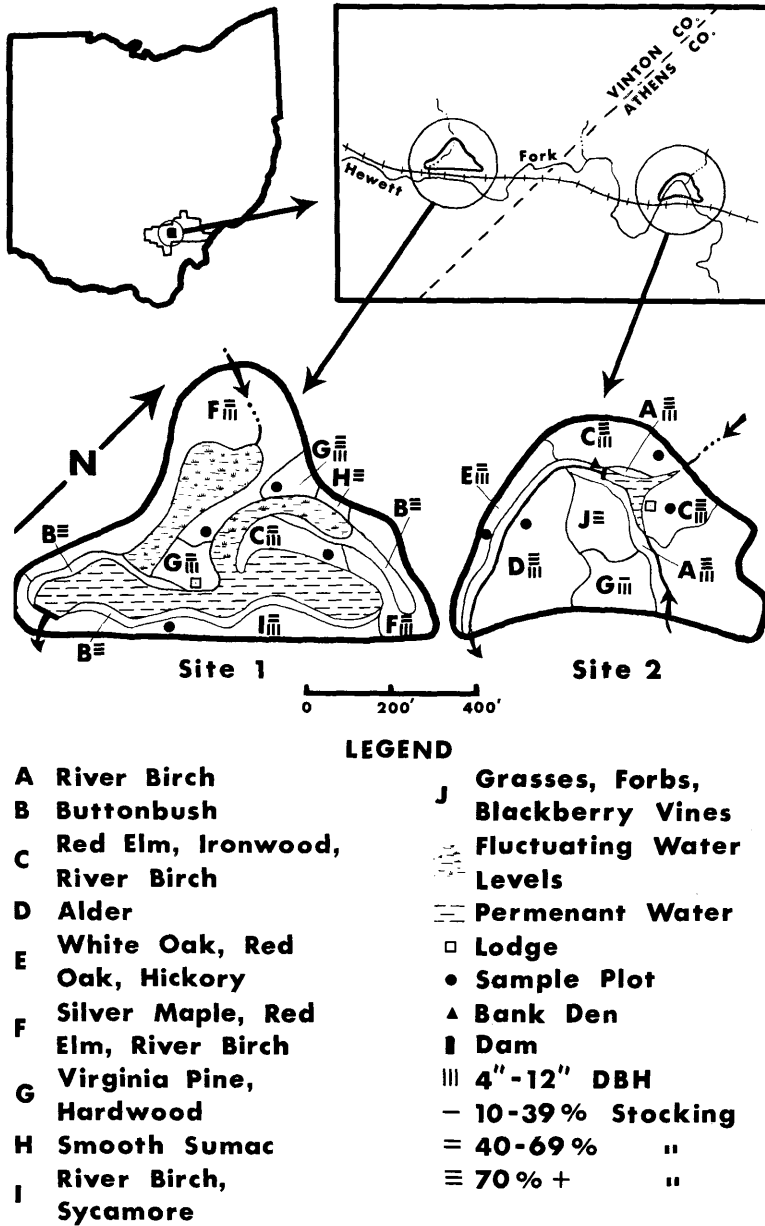 VINTON CO.
ATHENS CO.
Hewett
Fork
N
F
G
H
B
B
C
G
B
I
F
Site 1
A
C
E
C
J
D
A
G
Site 2
0 200' 400'
LEGEND
A River Birch
B Buttonbush
C Red Elm, Ironwood,
River Birch
D Alder
E White Oak, Red
Oak, Hickory
F Silver Maple, Red
Elm, River Birch
G Virginia Pine,
Hardwood
H Smooth Sumac
I River Birch,
Sycamore
J Grasses, Forbs,
Blackberry Vines
Fluctuating Water
Levels
Permenant Water
Lodge
Sample Plot
Bank Den
Dam
4"-12" DBH
10-39% Stocking
40-69% "
70% + "